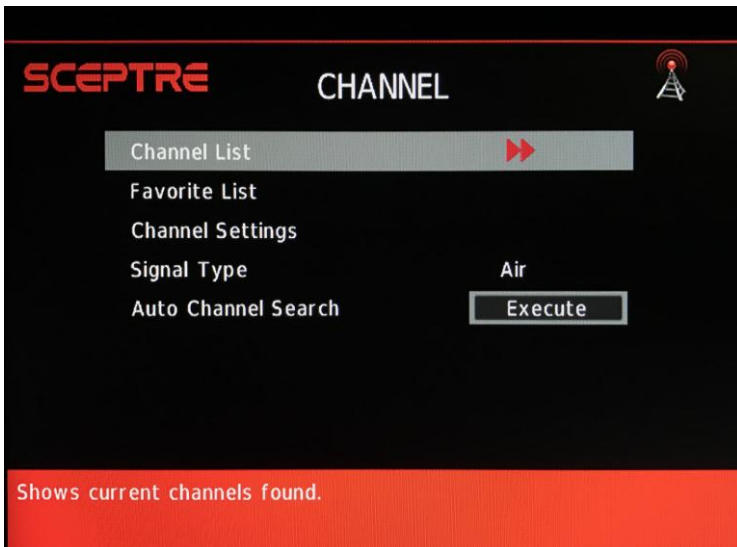 SCEPTRE
CHANNEL
Channel List
Favorite List
Channel Settings
Signal Type Air
Auto Channel Search Execute
Shows current channels found.